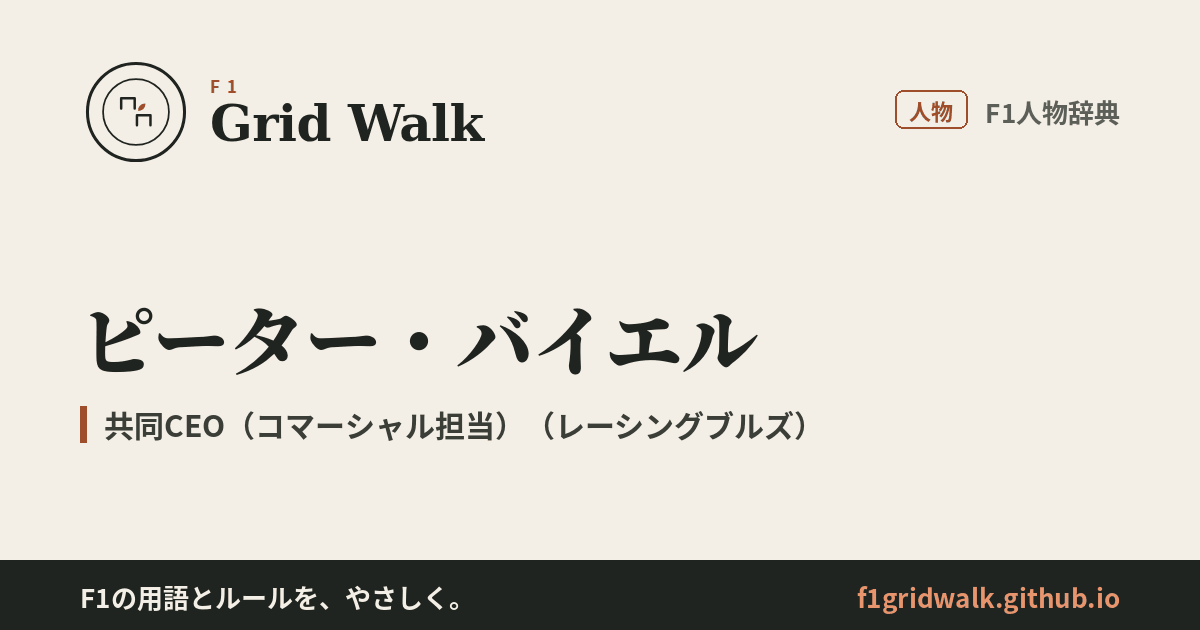 F1
Grid Walk
人物 F1人物辞典
ピーター・バイエル
共同CEO（コマーシャル担当）（レーシングブルズ）
F1の用語とルールを、やさしく。
f1gridwalk.github.io